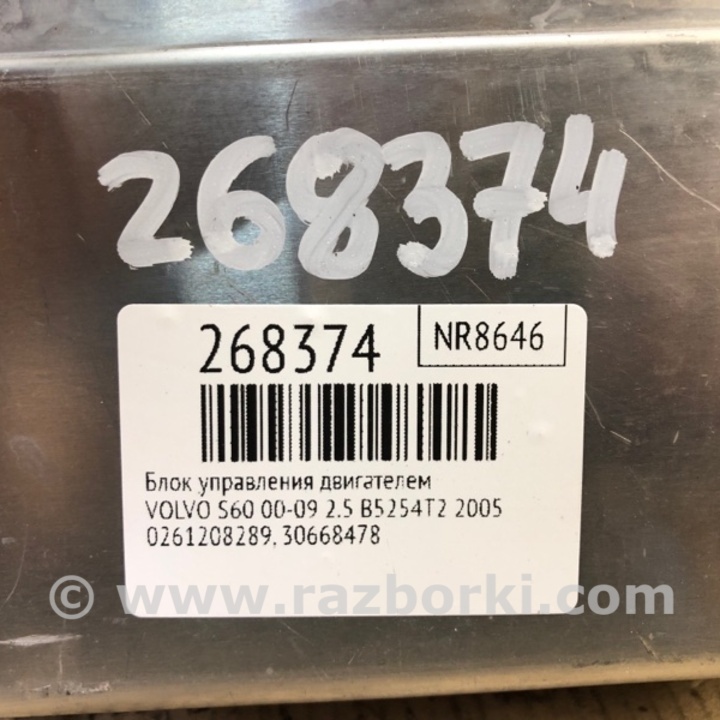 268374
268374
NR8646
Блок управления двигателем
VOLVO S60 00-09 2.5 B5254T2 2005
0261208289, 30668478
© www.razborki.com